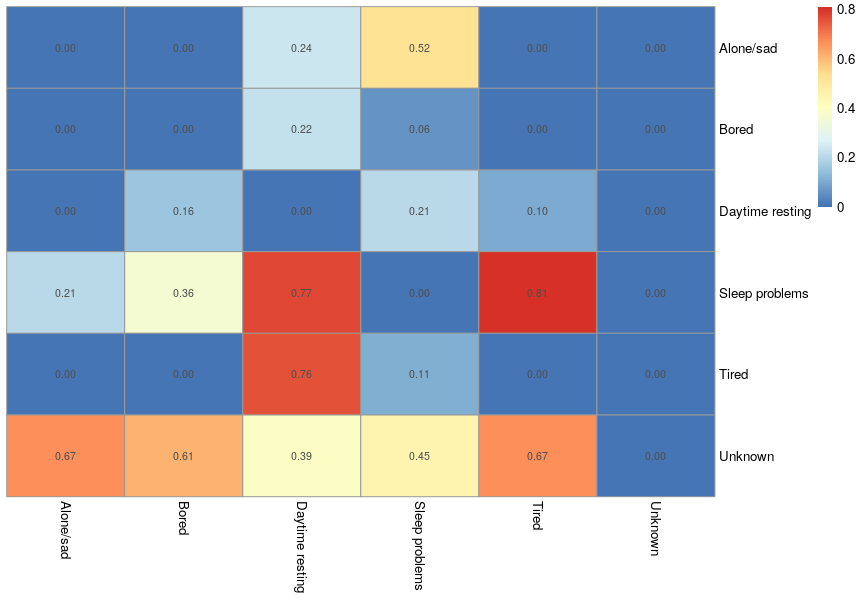 0.00 0.00 0.24 0.52 0.00 0.00 Alone/sad
0.00 0.00 0.22 0.06 0.00 0.00 Bored
0.00 0.16 0.00 0.21 0.10 0.00 Daytime resting
0.21 0.36 0.77 0.00 0.81 0.00 Sleep problems
0.00 0.00 0.76 0.11 0.00 0.00 Tired
0.67 0.61 0.39 0.45 0.67 0.00 Unknown
Alone/sad
Bored
Daytime resting
Sleep problems
Tired
Unknown
0.8
0.6
0.4
0.2
0